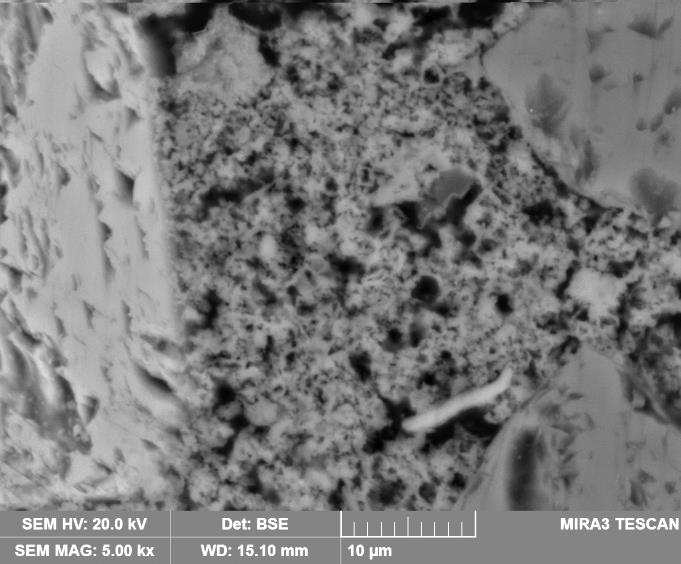 SEM HV: 20.0 kV Det: BSE MIRA3 TESCAN
SEM MAG: 5.00 kx WD: 15.10 mm 10 µm